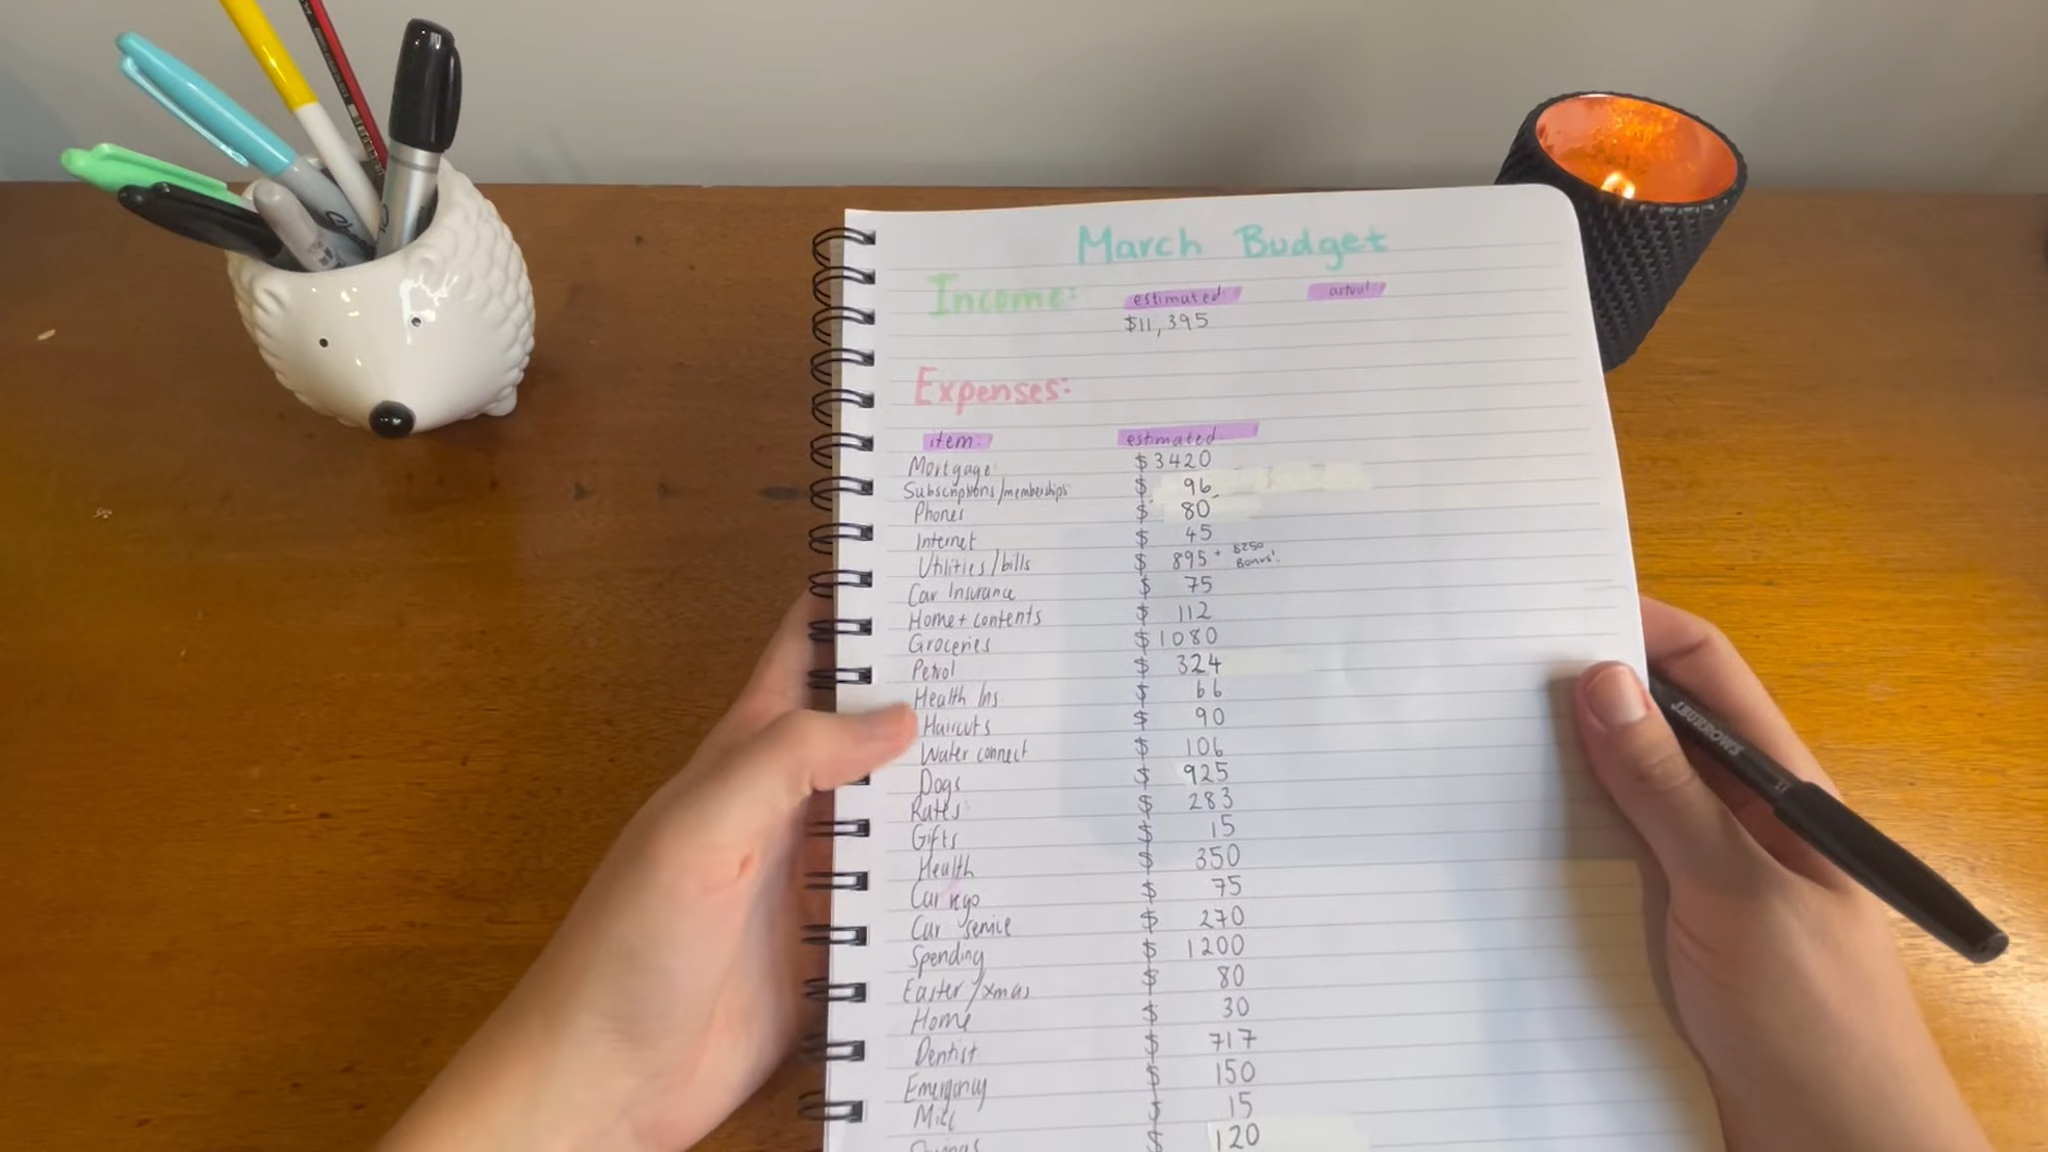 March Budget
Income: estimated: actual:
$11,395
Expenses:
item: estimated:
Mortgage $3420
Subscriptions/memberships $ 96
Phones $ 80
Internet $ 45
Utilities/bills $ 895 + $250 Bonus!
Car Insurance $ 75
Home + contents $ 112
Groceries $1080
Petrol $ 324
Health Ins $ 66
Haircuts $ 90
Water connect $ 106
Dogs $ 925
Rates $ 283
Gifts $ 15
Health $ 350
Car rego $ 75
Car service $ 270
Spending $ 1200
Easter/xmas $ 80
Home $ 30
Dentist $ 717
Emergency $ 150
Misc $ 15
Savings $ 120
J.BURROWS